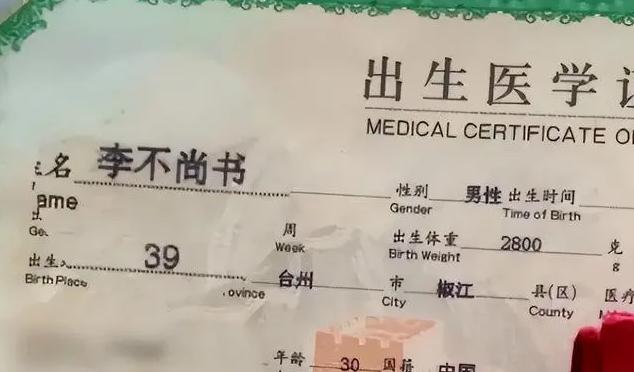 出生医学
MEDICAL CERTIFICATE O
名 李不尚书 性别 男性 出生时间
ame Gender Time of Birth
39 周 出生体重 2800 克
Week Birth Weight g
出生 台州 市 椒江 县(区) 医疗
Birth Place ovince City County
年龄 30 国籍 中国